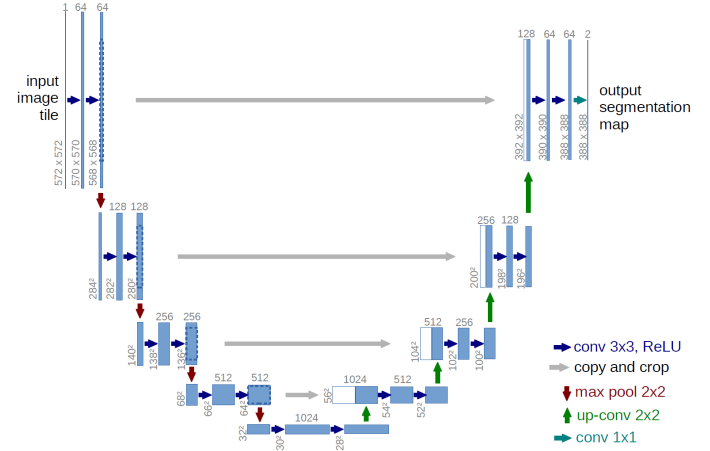 1 64 64
input
image
tile
572 x 572
570 x 570
568 x 568
128 128
284²
282²
280²
256 256
140²
138²
136²
512 512
68²
66²
64²
1024
32²
30²
28²
1024 512
56²
54²
52²
512 256
104²
102²
100²
256 128
200²
198²
196²
128 64 64 2
392 x 392
390 x 390
388 x 388
388 x 388
output
segmentation
map
conv 3x3, ReLU
copy and crop
max pool 2x2
up-conv 2x2
conv 1x1